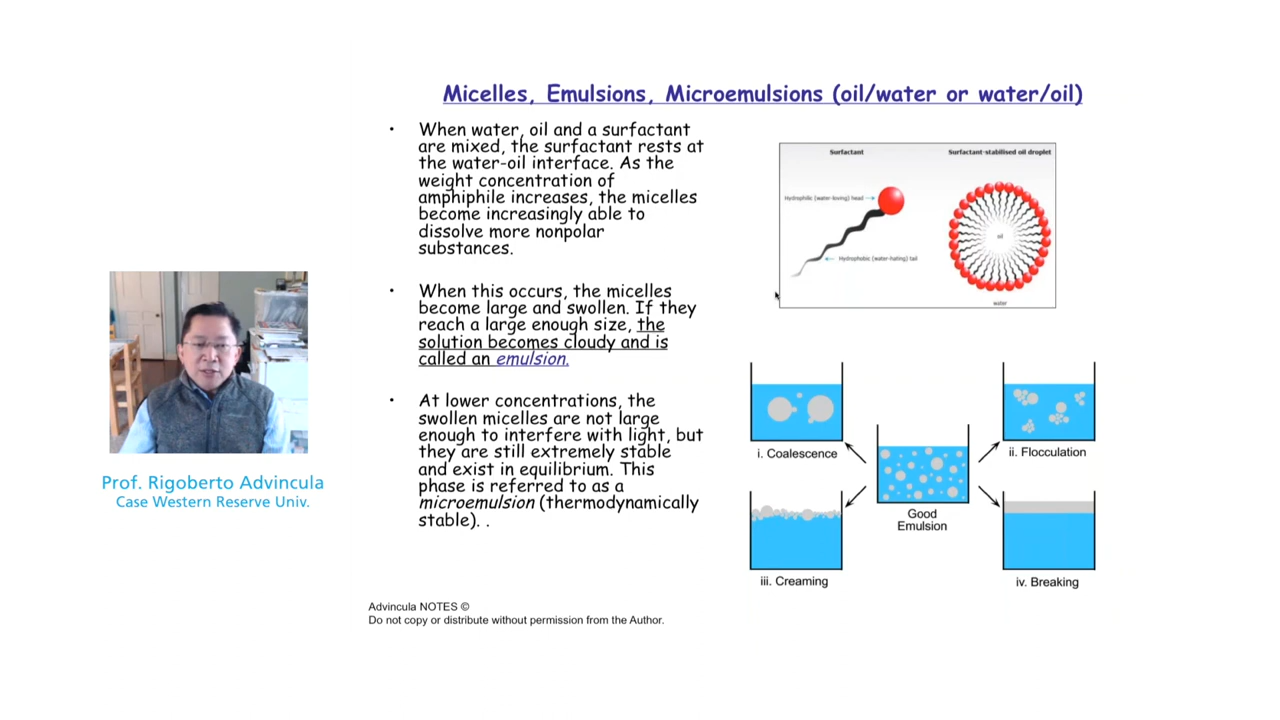 Micelles, Emulsions, Microemulsions (oil/water or water/oil)
• When water, oil and a surfactant
are mixed, the surfactant rests at
the water-oil interface. As the
weight concentration of
amphiphile increases, the micelles
become increasingly able to
dissolve more nonpolar
substances.
• When this occurs, the micelles
become large and swollen. If they
reach a large enough size, the
solution becomes cloudy and is
called an emulsion.
• At lower concentrations, the
swollen micelles are not large
enough to interfere with light, but
they are still extremely stable
and exist in equilibrium. This
phase is referred to as a
microemulsion (thermodynamically
stable). .
Surfactant
Surfactant-stabilised oil droplet
Hydrophilic (water-loving) head
Hydrophobic (water-hating) tail
oil
water
i. Coalescence
ii. Flocculation
Good
Emulsion
iii. Creaming
iv. Breaking
Prof. Rigoberto Advincula
Case Western Reserve Univ.
Advincula NOTES ©
Do not copy or distribute without permission from the Author.